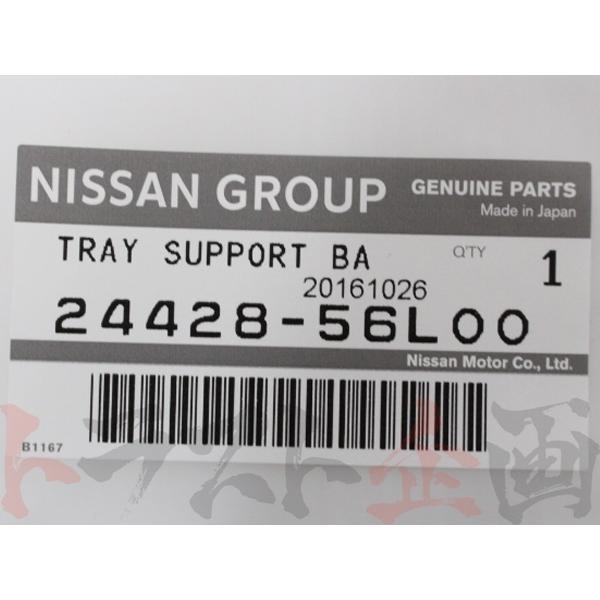 NISSAN GROUP
GENUINE PARTS
Made in Japan
TRAY SUPPORT BA
Q'TY 1
20161026
24428-56L00
Nissan Motor Co., Ltd.
B1167
トラスト企画